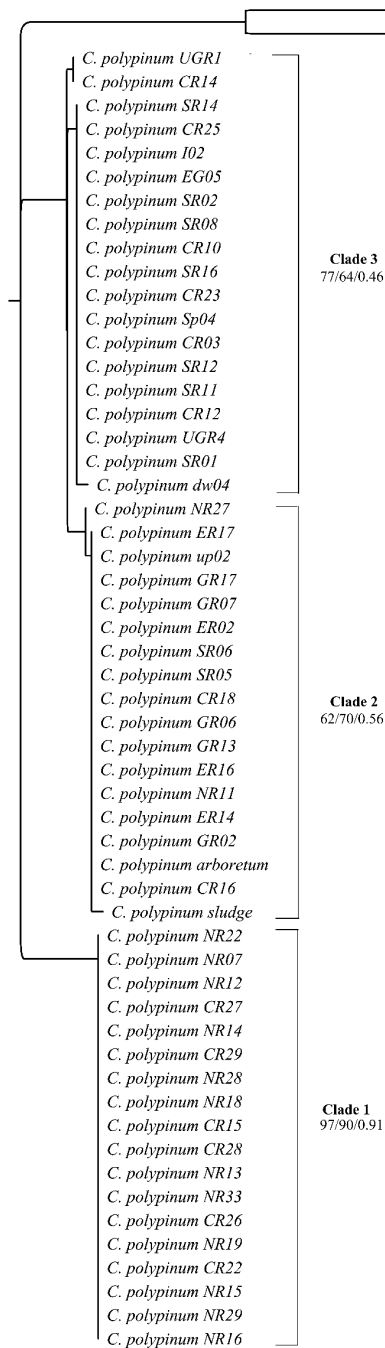 C. polypinum UGR1
C. polypinum CR14
C. polypinum SR14
C. polypinum CR25
C. polypinum I02
C. polypinum EG05
C. polypinum SR02
C. polypinum SR08
C. polypinum CR10
C. polypinum SR16
C. polypinum CR23
C. polypinum Sp04
C. polypinum CR03
C. polypinum SR12
C. polypinum SR11
C. polypinum CR12
C. polypinum UGR4
C. polypinum SR01
C. polypinum dw04
Clade 3
77/64/0.46
C. polypinum NR27
C. polypinum ER17
C. polypinum up02
C. polypinum GR17
C. polypinum GR07
C. polypinum ER02
C. polypinum SR06
C. polypinum SR05
C. polypinum CR18
C. polypinum GR06
C. polypinum GR13
C. polypinum ER16
C. polypinum NR11
C. polypinum ER14
C. polypinum GR02
C. polypinum arboretum
C. polypinum CR16
C. polypinum sludge
Clade 2
62/70/0.56
C. polypinum NR22
C. polypinum NR07
C. polypinum NR12
C. polypinum CR27
C. polypinum NR14
C. polypinum CR29
C. polypinum NR28
C. polypinum NR18
C. polypinum CR15
C. polypinum CR28
C. polypinum NR13
C. polypinum NR33
C. polypinum CR26
C. polypinum NR19
C. polypinum CR22
C. polypinum NR15
C. polypinum NR29
C. polypinum NR16
Clade 1
97/90/0.91